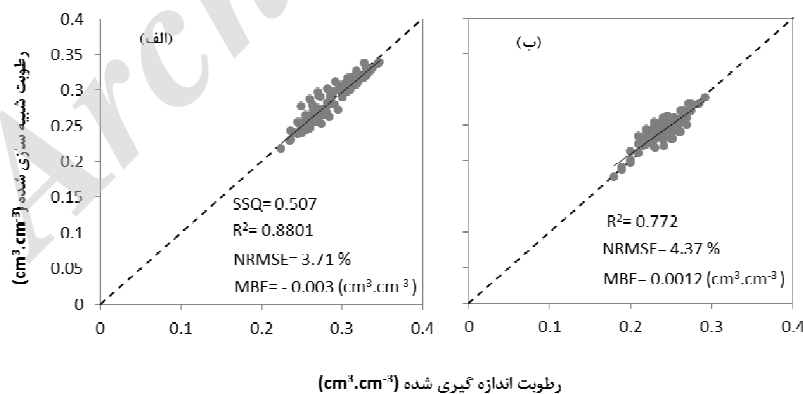 0.4
0.35
0.3
0.25
0.2
0.15
0.1
0.05
0
رطوبت شبیه سازی شده (cm³.cm⁻³)
(الف)
SSQ= 0.507
R²= 0.8801
NRMSE= 3.71 %
MBE= - 0.003 (cm³.cm⁻³)
0 0.1 0.2 0.3 0.4
(ب)
R²= 0.772
NRMSE= 4.37 %
MBE= 0.0012 (cm³.cm⁻³)
0 0.1 0.2 0.3 0.4
رطوبت اندازه گیری شده (cm³.cm⁻³)